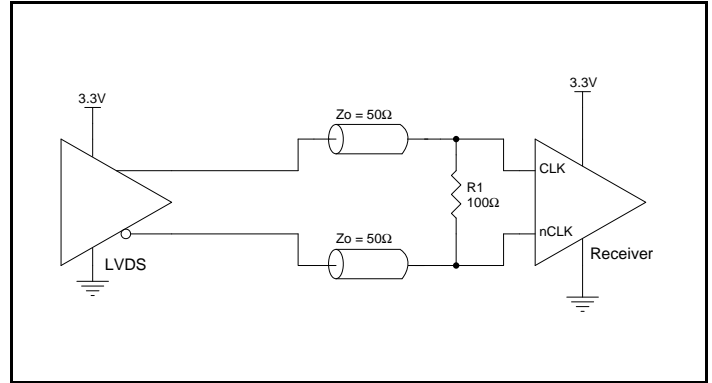 3.3V
3.3V
Zo = 50Ω
CLK
R1
100Ω
nCLK
Zo = 50Ω
LVDS
Receiver